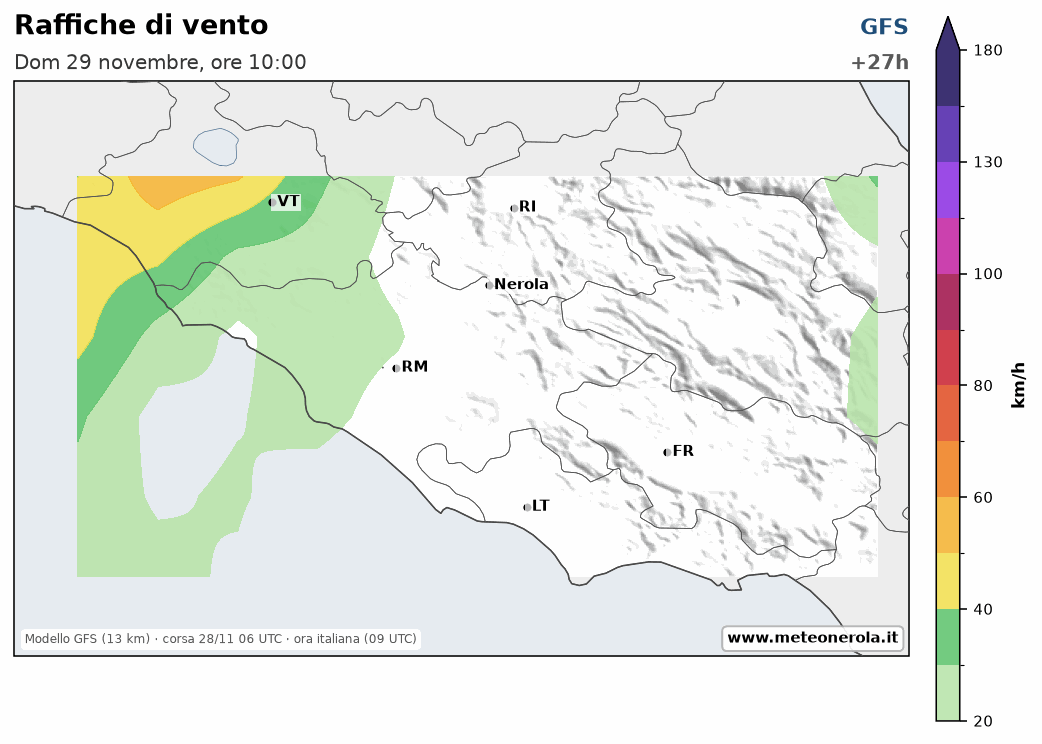 Raffiche di vento
GFS
Dom 29 novembre, ore 10:00
+27h
180
130
100
80
60
40
20
km/h
VT
RI
Nerola
RM
FR
LT
Modello GFS (13 km) · corsa 28/11 06 UTC · ora italiana (09 UTC)
www.meteonerola.it